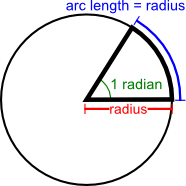 arc length = radius
1 radian
radius